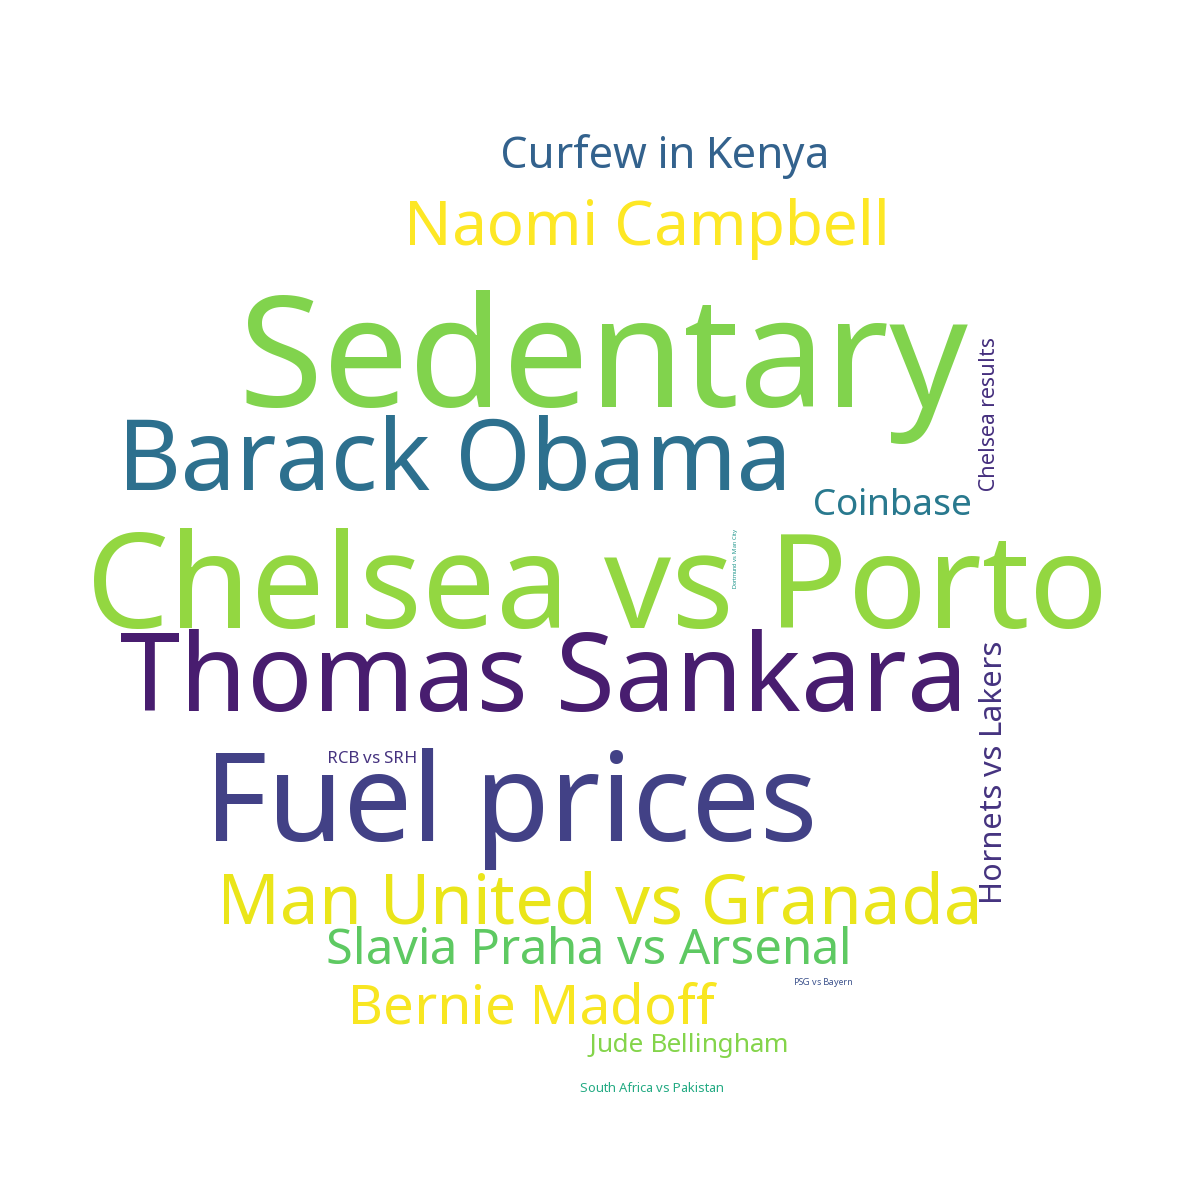 Curfew in Kenya
Naomi Campbell
Sedentary
Chelsea results
Barack Obama
Coinbase
Chelsea vs Porto
Dortmund vs Man City
Thomas Sankara
Hornets vs Lakers
RCB vs SRH
Fuel prices
Man United vs Granada
Slavia Praha vs Arsenal
PSG vs Bayern
Bernie Madoff
Jude Bellingham
South Africa vs Pakistan